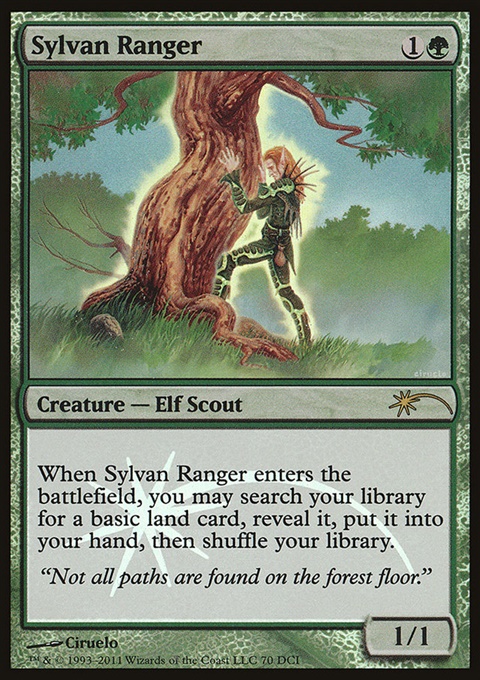 Sylvan Ranger 1
ciruelo
Creature — Elf Scout
When Sylvan Ranger enters the
battlefield, you may search your library
for a basic land card, reveal it, put it into
your hand, then shuffle your library.
“Not all paths are found on the forest floor.”
Ciruelo
1/1
™ & © 1993–2011 Wizards of the Coast LLC 70 DCI